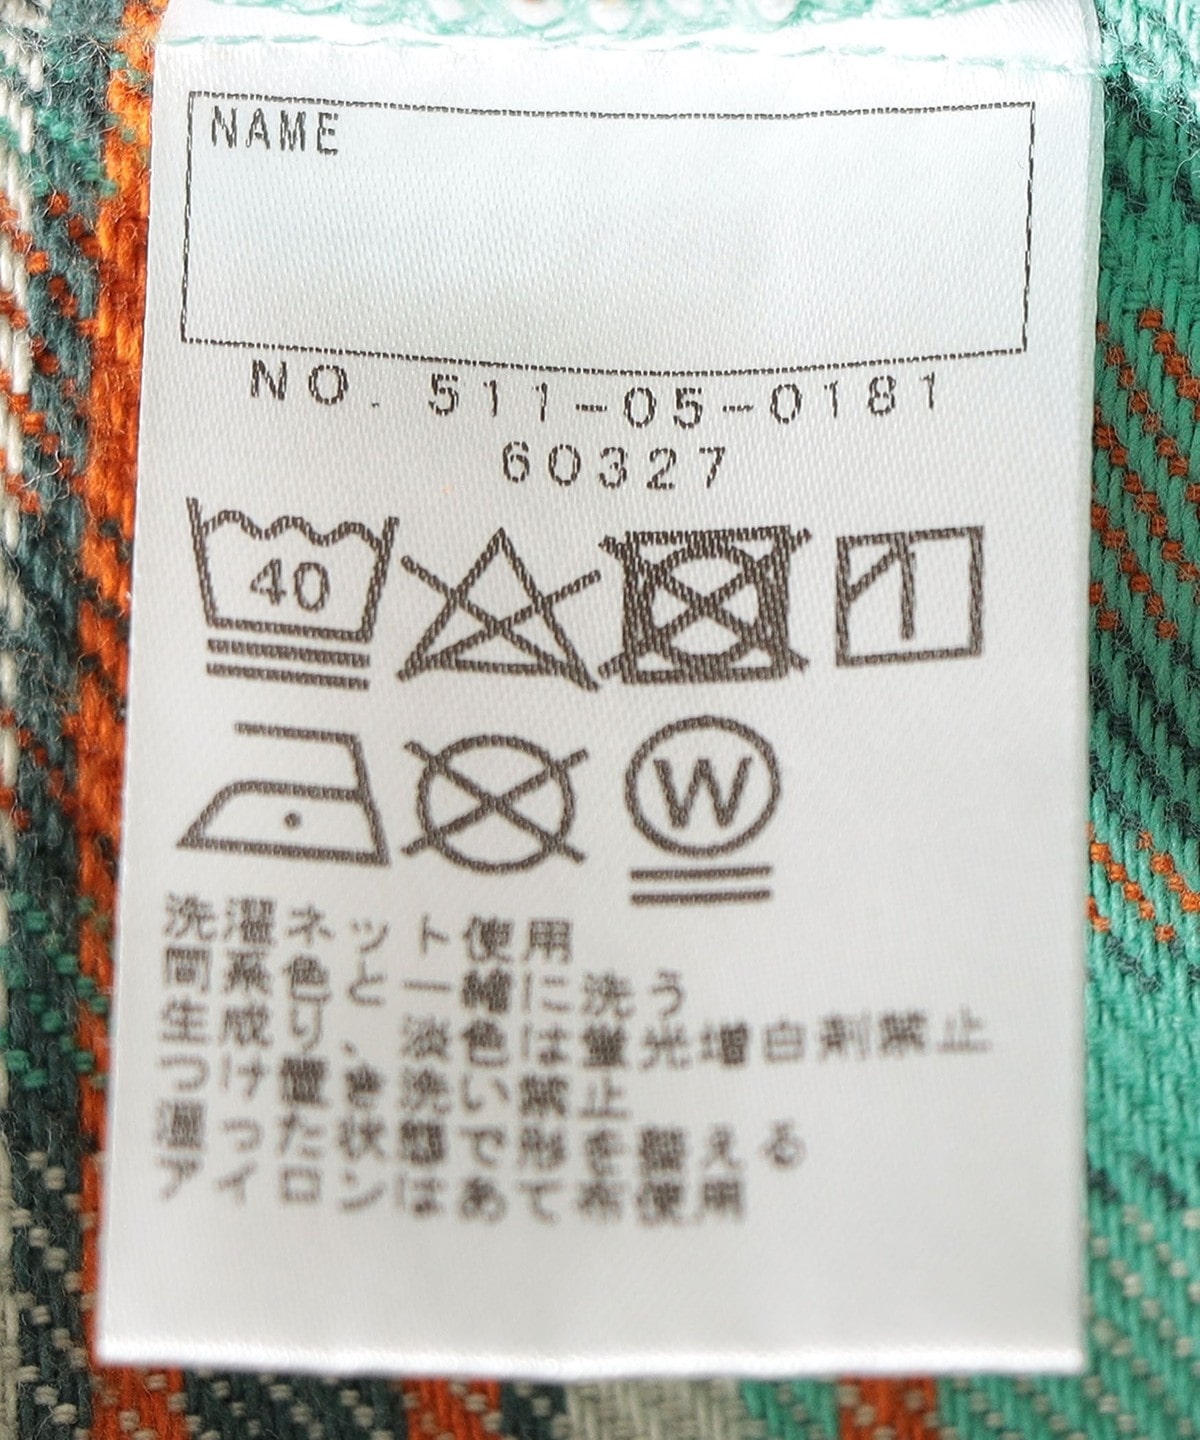 NAME
NO. 511-05-0181
60327
40
W
洗濯ネット使用
同系色と一緒に洗う
生成り、淡色は蛍光増白剤禁止
つけ置き洗い禁止
濡った状態で形を整える
アイロンはあて布使用